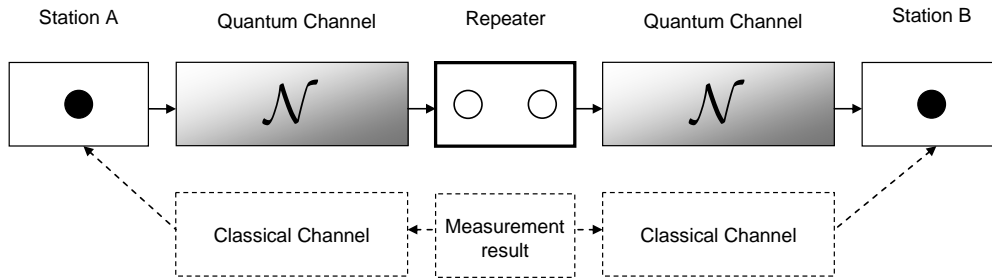 Station A
Quantum Channel
Repeater
Quantum Channel
Station B
𝒩
𝒩
Classical Channel
Measurement
result
Classical Channel